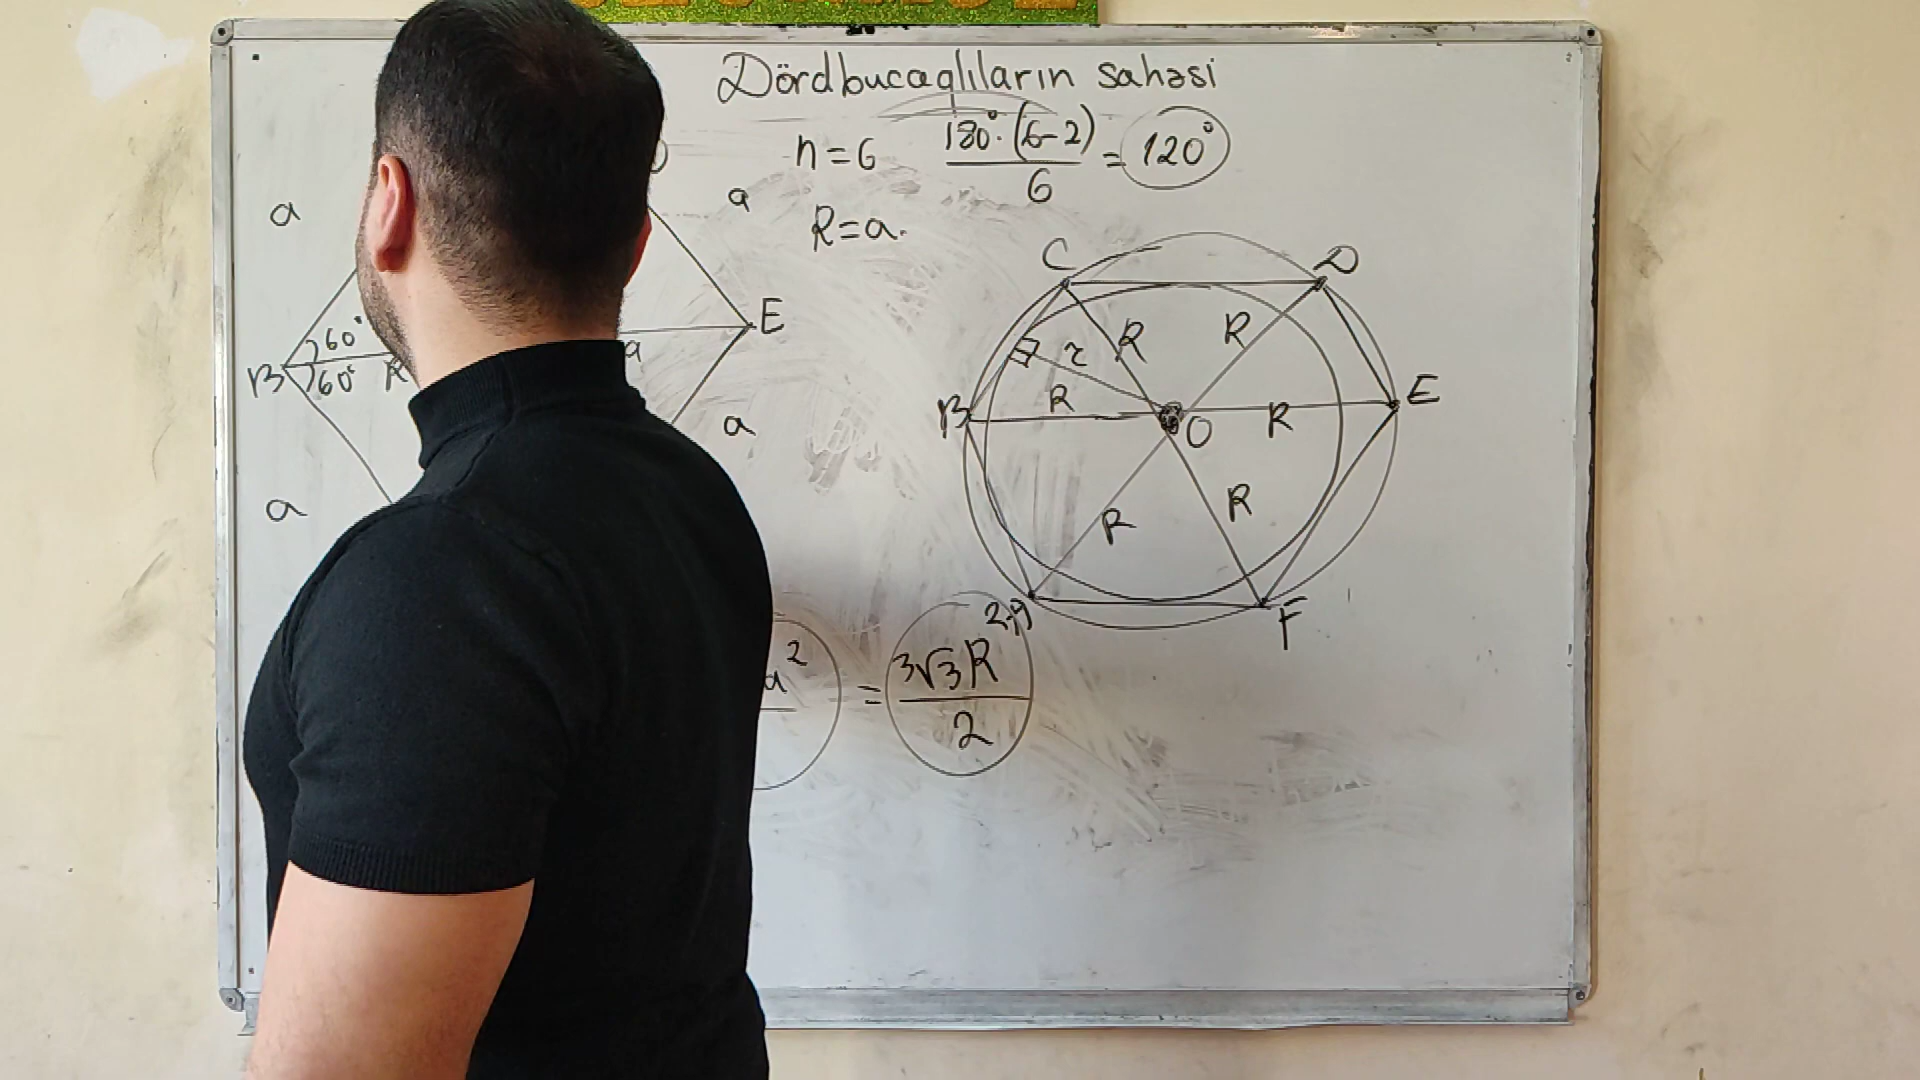 Dördbucaqlıların sahəsi
n=6 180°·(6-2)/6 = 120°
R=a.
a a
C D
B 60° 60° a E
R R
r
B R O R E
a a
R R
A F
a² = 3√3R²/2